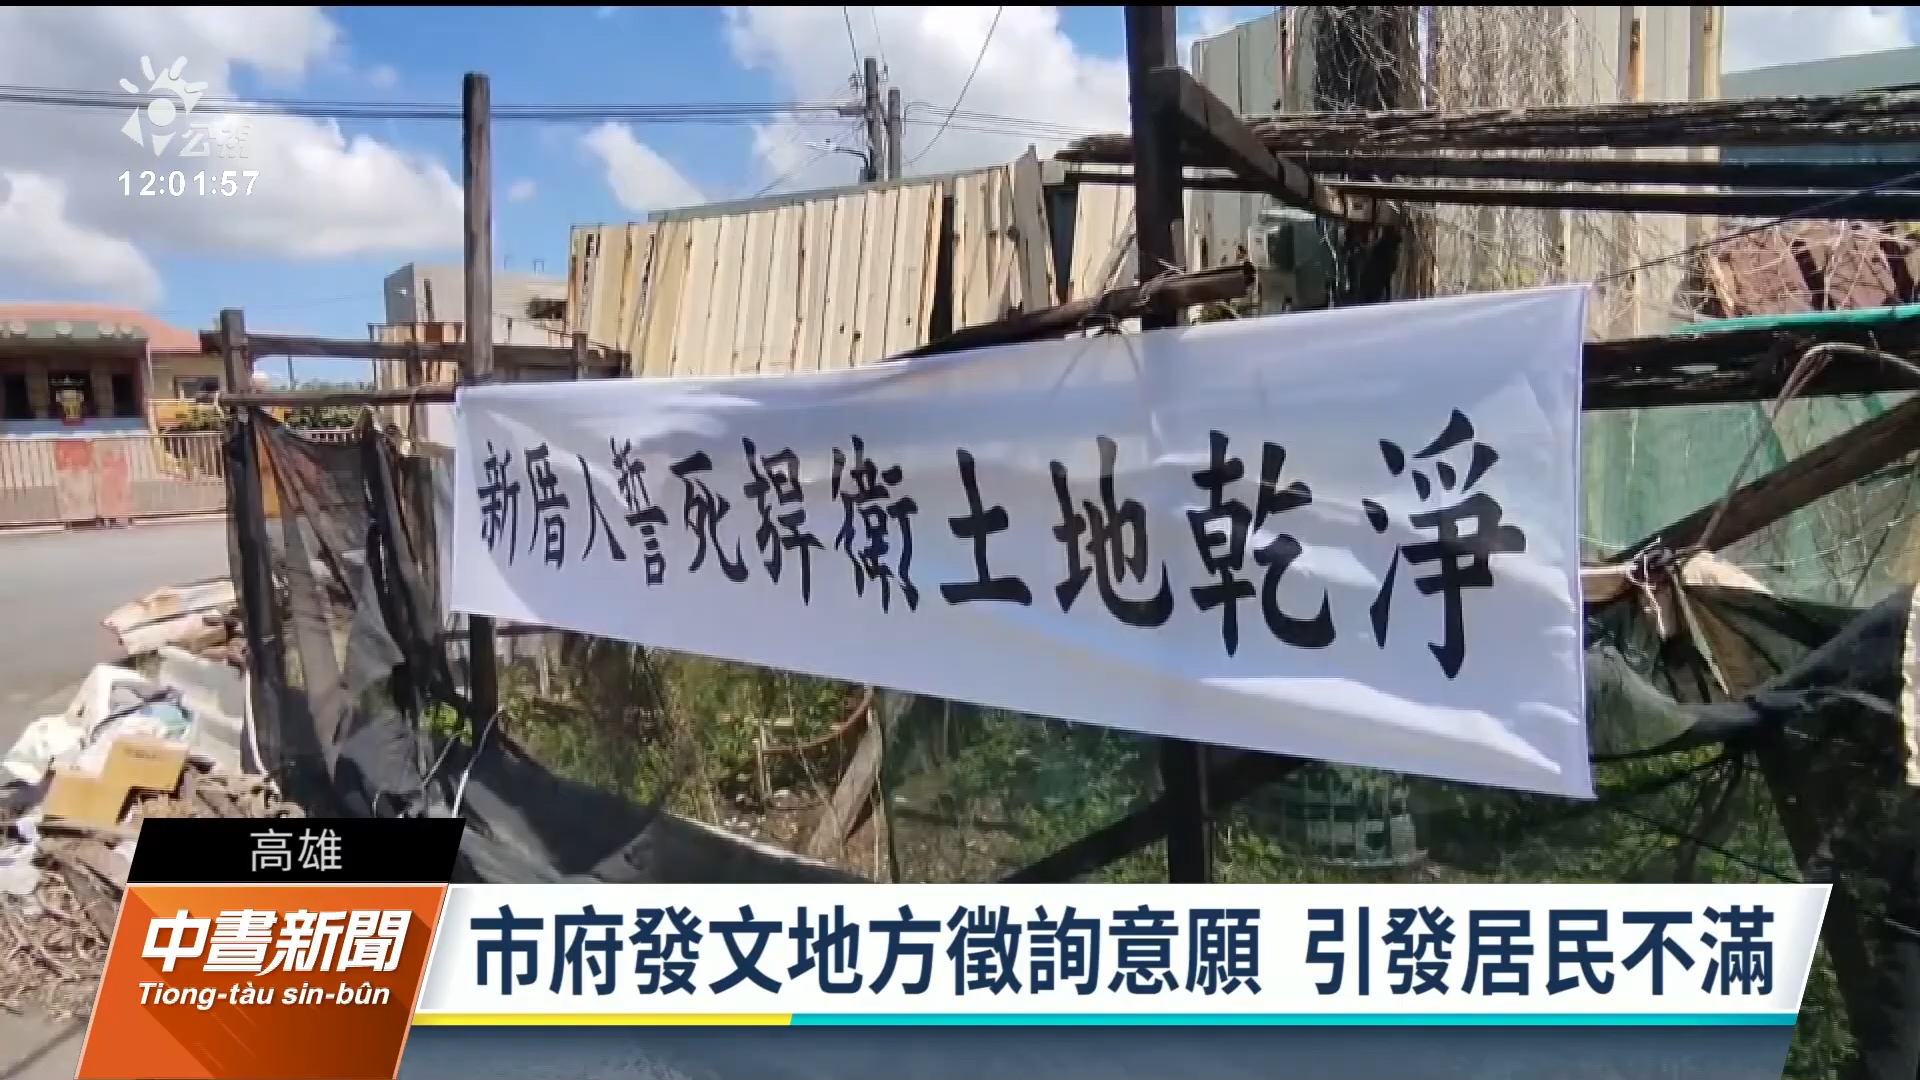 公視
12:01:57
新厝人誓死捍衛土地乾淨
高雄
中晝新聞
Tiong-tàu sin-bûn
市府發文地方徵詢意願 引發居民不滿